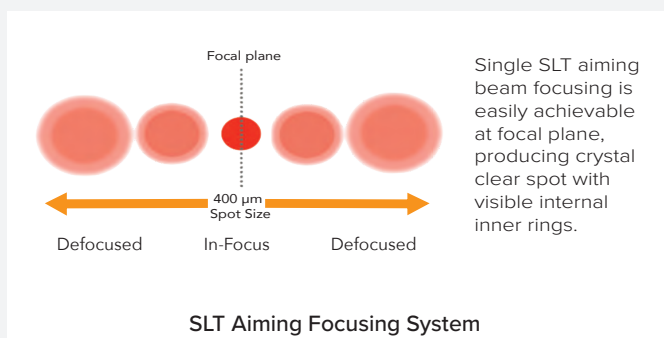 Focal plane
400 µm
Spot Size
Defocused
In-Focus
Defocused
Single SLT aiming
beam focusing is
easily achievable
at focal plane,
producing crystal
clear spot with
visible internal
inner rings.
SLT Aiming Focusing System